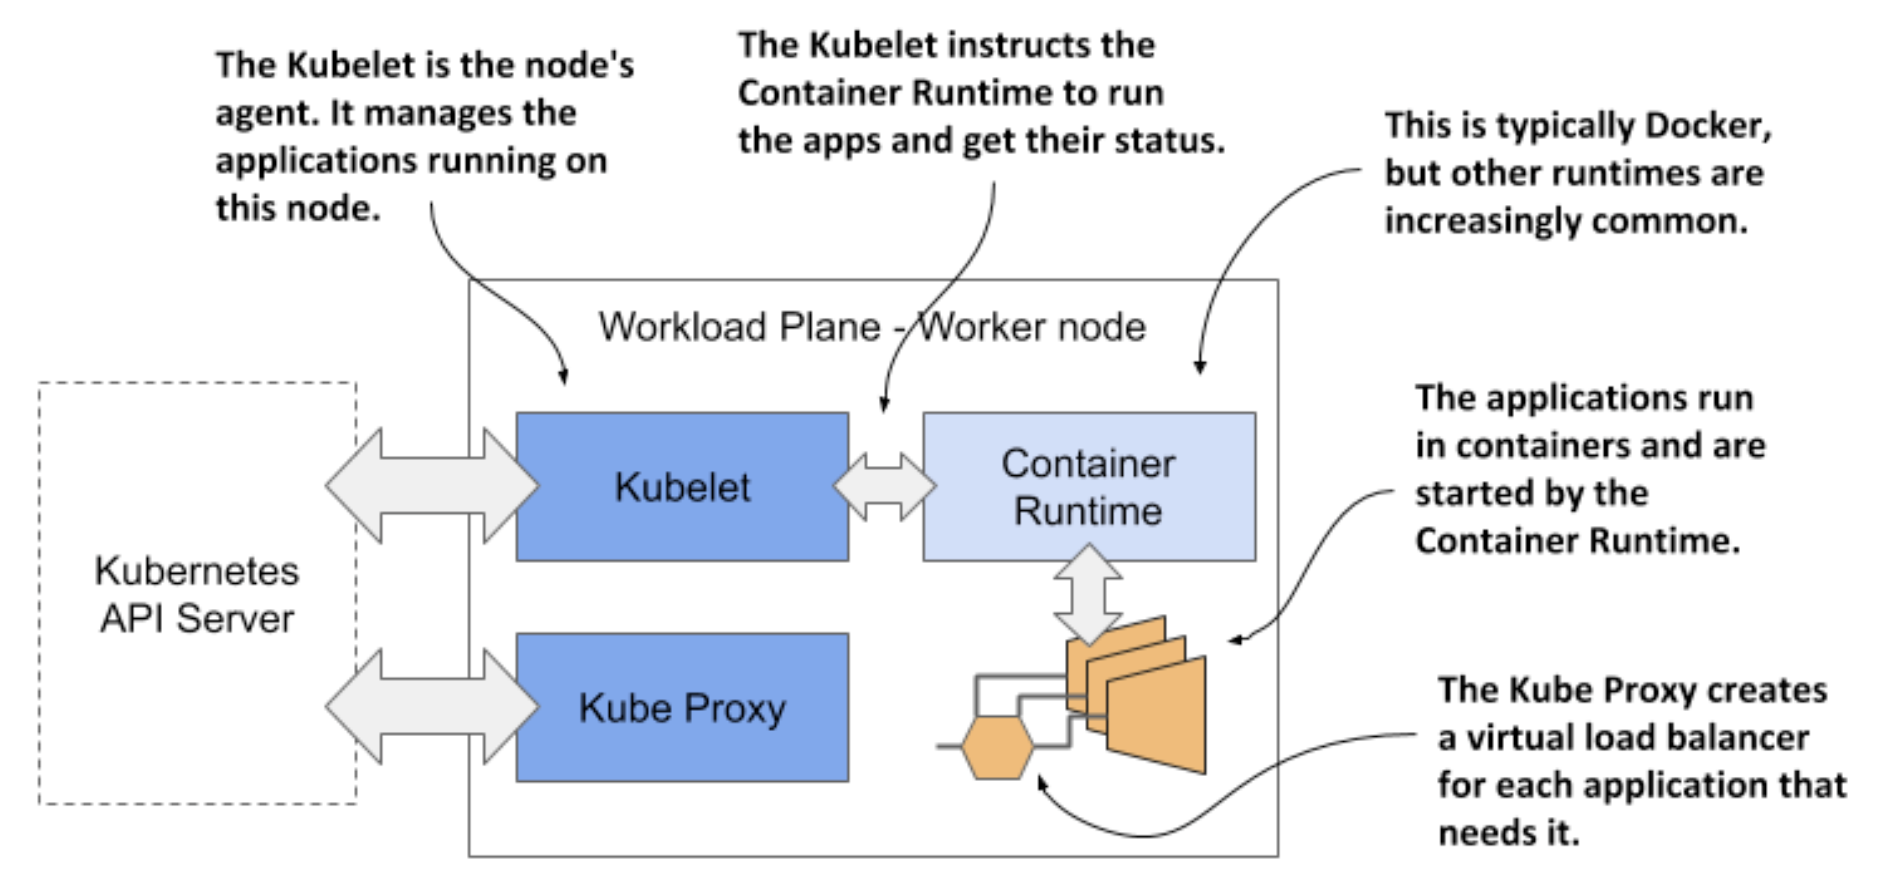 The Kubelet is the node's
agent. It manages the
applications running on
this node.
The Kubelet instructs the
Container Runtime to run
the apps and get their status.
This is typically Docker,
but other runtimes are
increasingly common.
Workload Plane - Worker node
Kubernetes
API Server
Kubelet
Container
Runtime
Kube Proxy
The applications run
in containers and are
started by the
Container Runtime.
The Kube Proxy creates
a virtual load balancer
for each application that
needs it.